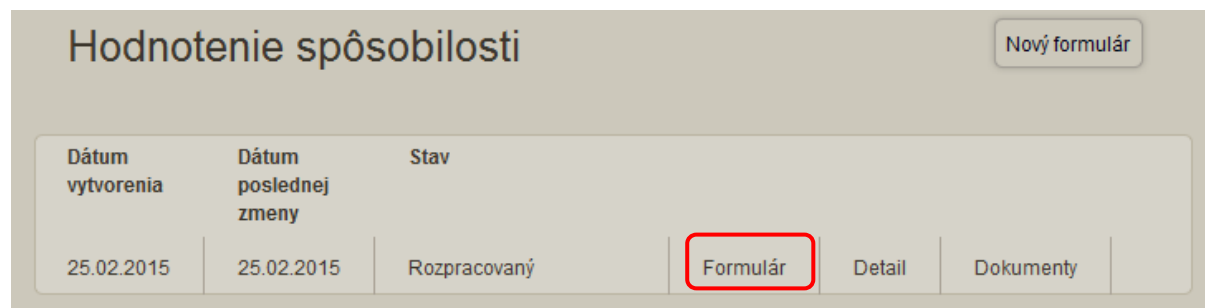 Hodnotenie spôsobilosti
Nový formulár
Dátum vytvorenia
Dátum poslednej zmeny
Stav
25.02.2015 25.02.2015 Rozpracovaný Formulár Detail Dokumenty